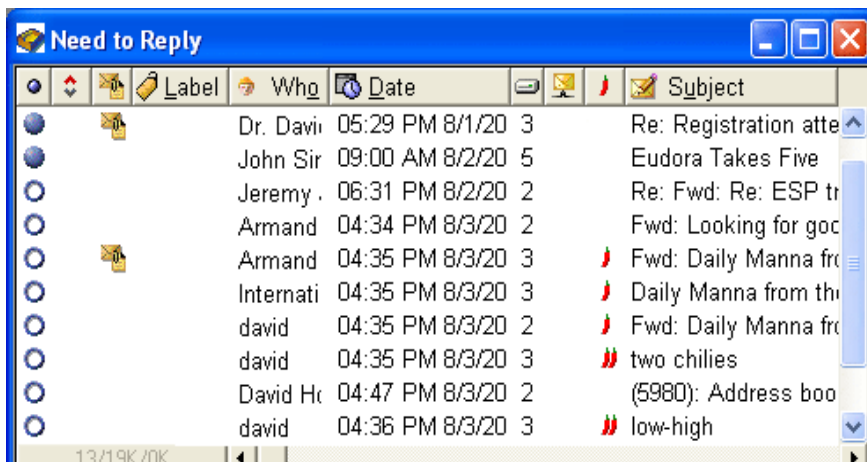 Need to Reply
Label Who Date Subject
Dr. Davi 05:29 PM 8/1/20 3 Re: Registration atte
John Sir 09:00 AM 8/2/20 5 Eudora Takes Five
Jeremy 06:31 PM 8/2/20 2 Re: Fwd: Re: ESP tr
Armand 04:34 PM 8/3/20 2 Fwd: Looking for goo
Armand 04:35 PM 8/3/20 3 Fwd: Daily Manna fro
Internati 04:35 PM 8/3/20 3 Daily Manna from the
david 04:35 PM 8/3/20 2 Fwd: Daily Manna fro
david 04:35 PM 8/3/20 3 two chilies
David Ho 04:47 PM 8/3/20 2 (5980): Address boo
david 04:36 PM 8/3/20 3 low-high
13/19K/0K